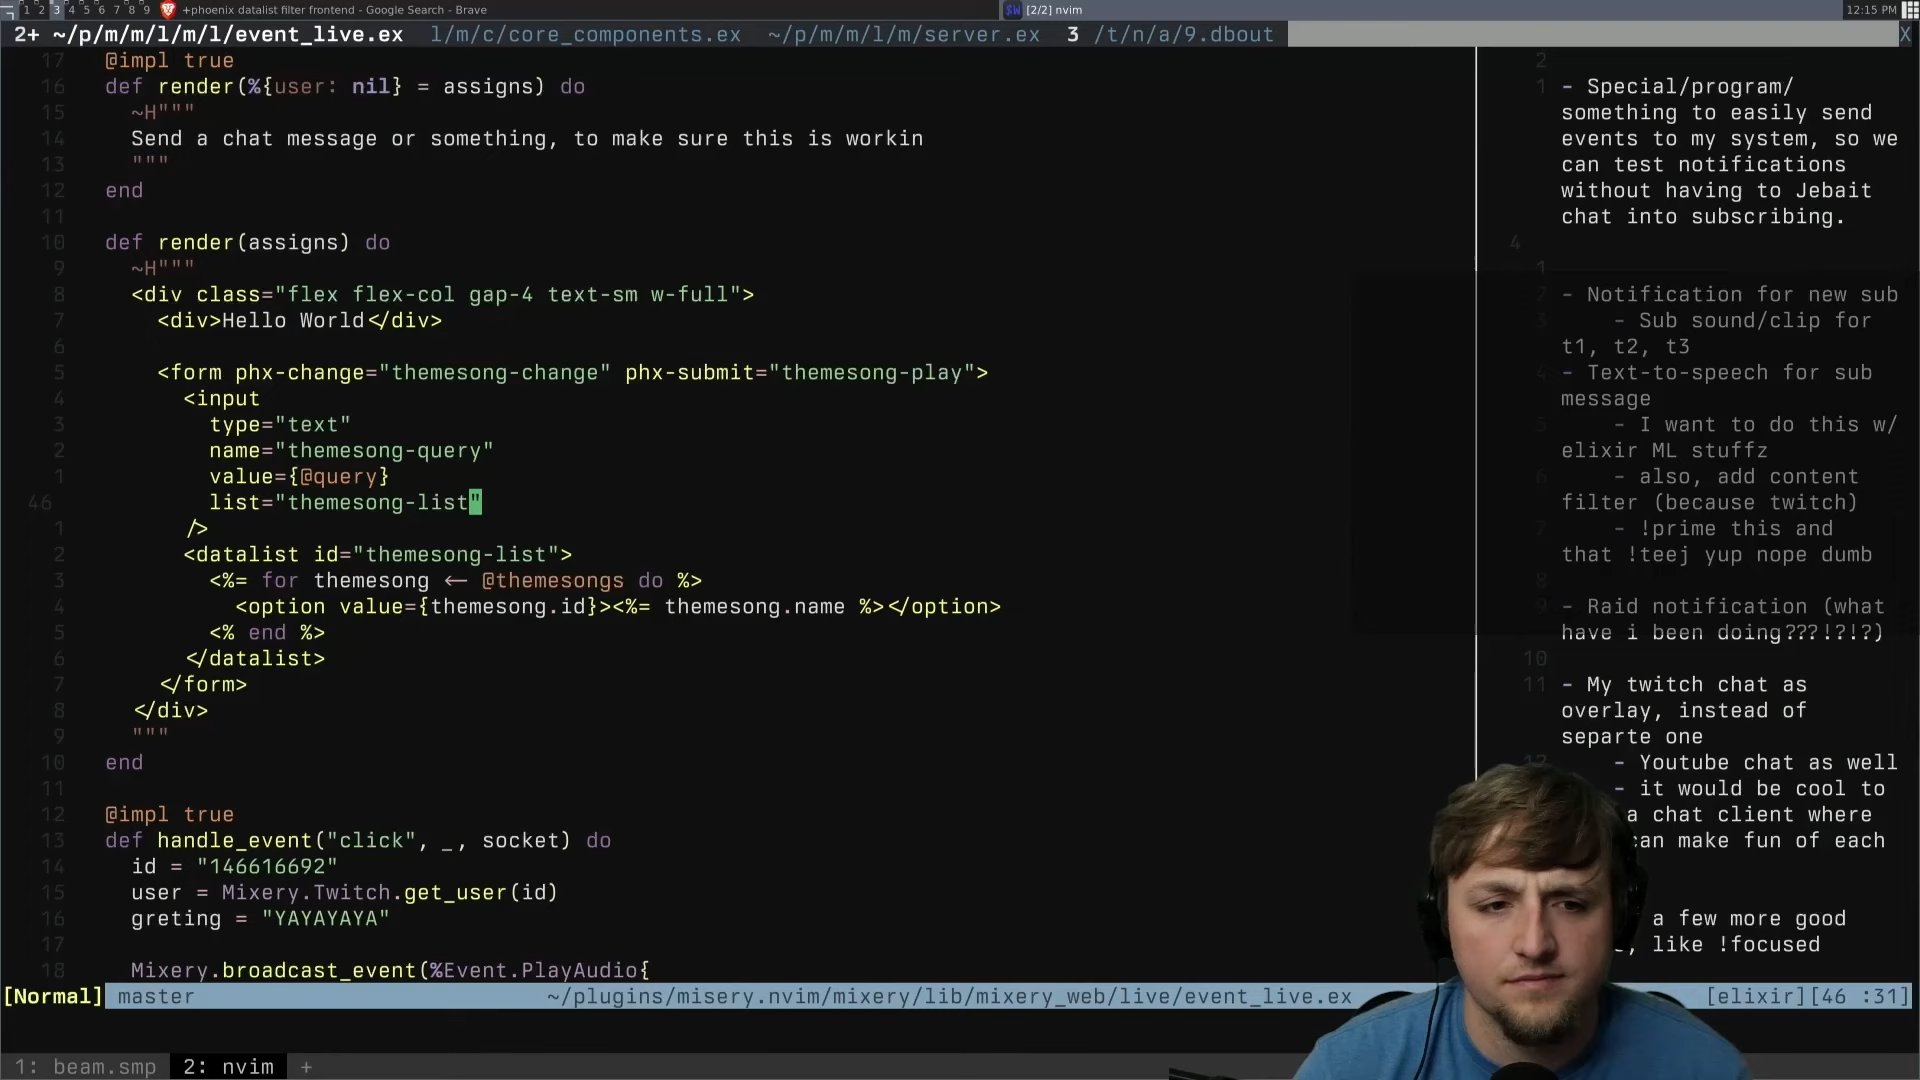 1 2 3 4 5 6 7 8 9 +phoenix datalist filter frontend - Google Search - Brave [2/2] nvim 12:15 PM
2+ ~/p/m/m/l/m/l/event_live.ex l/m/c/core_components.ex ~/p/m/m/l/m/server.ex 3 /t/n/a/9.dbout X
17 @impl true
16 def render(%{user: nil} = assigns) do
15 ~H"""
14 Send a chat message or something, to make sure this is workin
13 """
12 end
11
10 def render(assigns) do
9 ~H"""
8 <div class="flex flex-col gap-4 text-sm w-full">
7 <div>Hello World</div>
6
5 <form phx-change="themesong-change" phx-submit="themesong-play">
4 <input
3 type="text"
2 name="themesong-query"
1 value={@query}
46 list="themesong-list"
1 />
2 <datalist id="themesong-list">
3 <%= for themesong <- @themesongs do %>
4 <option value={themesong.id}><%= themesong.name %></option>
5 <% end %>
6 </datalist>
7 </form>
8 </div>
9 """
10 end
11
12 @impl true
13 def handle_event("click", _, socket) do
14 id = "146616692"
15 user = Mixery.Twitch.get_user(id)
16 greting = "YAYAYAYA"
17
18 Mixery.broadcast_event(%Event.PlayAudio{
2
1 - Special/program/
something to easily send
events to my system, so we
can test notifications
without having to Jebait
chat into subscribing.
4
1
2 - Notification for new sub
3 - Sub sound/clip for
t1, t2, t3
4 - Text-to-speech for sub
message
5 - I want to do this w/
elixir ML stuffz
6 - also, add content
filter (because twitch)
7 - !prime this and
that !teej yup nope dumb
8
9 - Raid notification (what
have i been doing???!?!?)
10
11 - My twitch chat as
overlay, instead of
separte one
12 - Youtube chat as well
- it would be cool to
a chat client where
can make fun of each
a few more good
, like !focused
[Normal] master ~/plugins/misery.nvim/mixery/lib/mixery_web/live/event_live.ex [elixir][46 :31]
1: beam.smp 2: nvim +